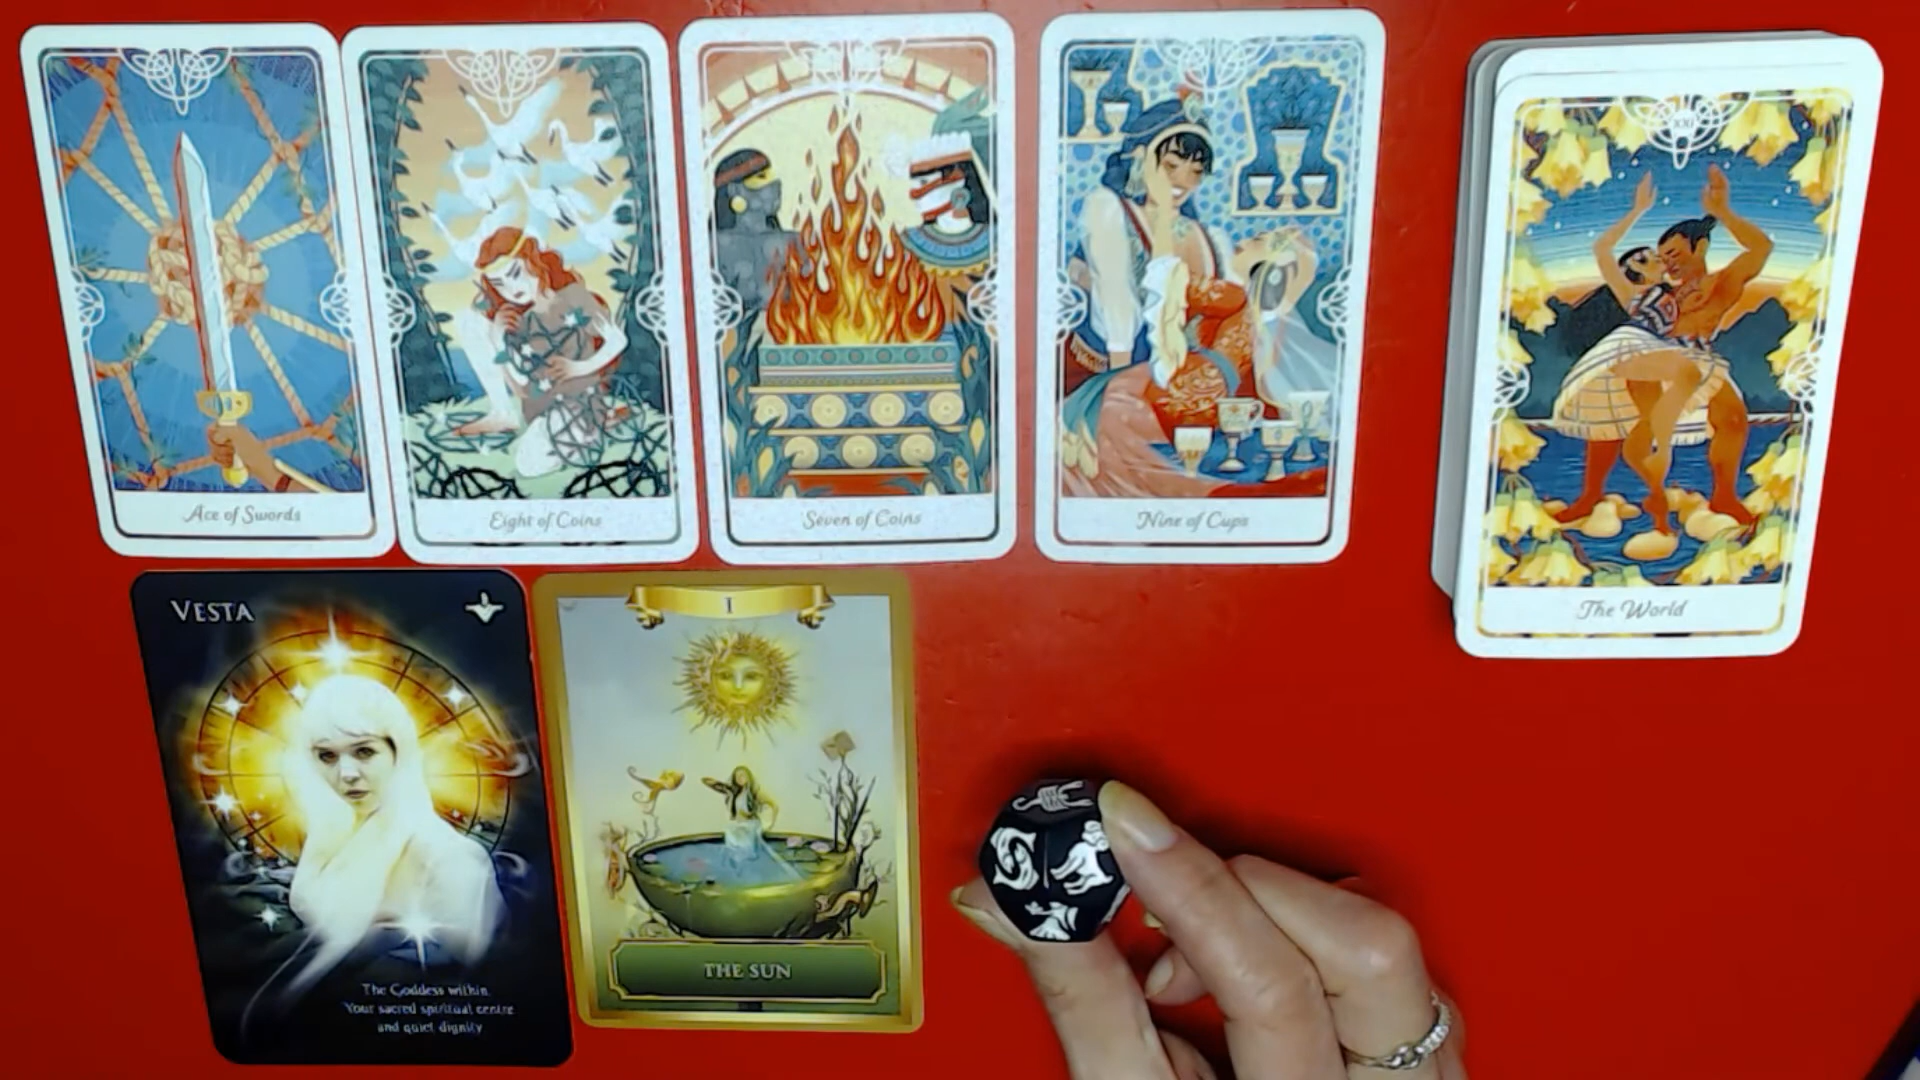 Ace of Swords
Eight of Coins
Seven of Coins
Nine of Cups
XXI
The World
VESTA
The Goddess within.
Your sacred spiritual centre
and quiet dignity
I
THE SUN